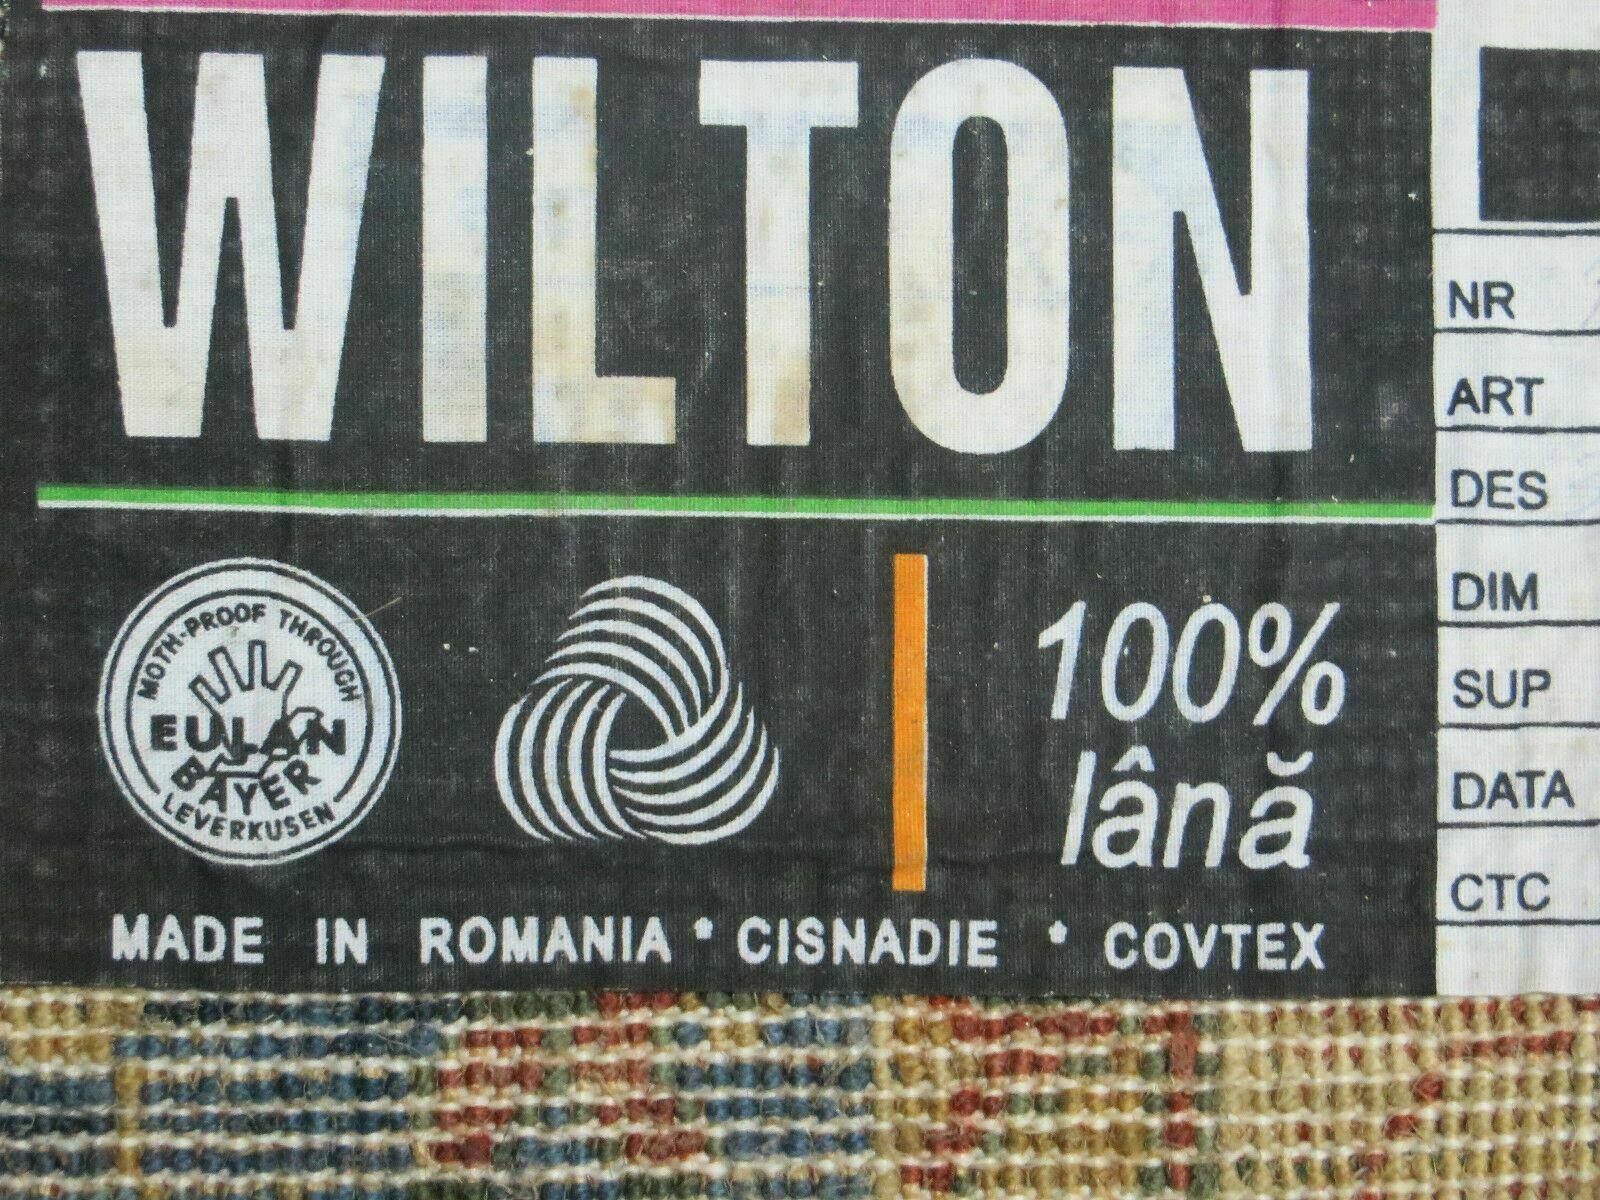 WILTON
MOTH-PROOF THROUGH
EULAN
BAYER
LEVERKUSEN
100%
lână
MADE IN ROMANIA * CISNADIE * COVTEX
NR
ART
DES
DIM
SUP
DATA
CTC